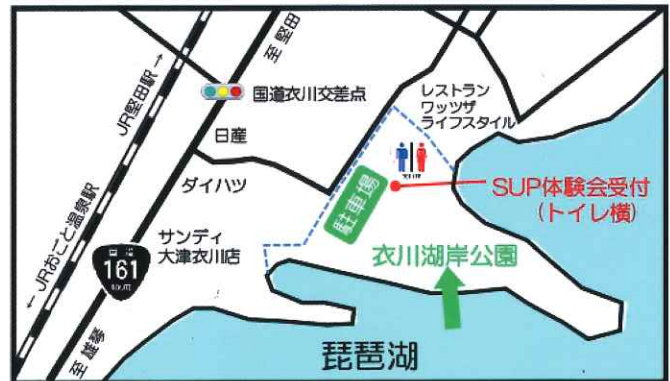 至堅田
JR堅田駅→
国道衣川交差点
レストラン
ワッツザ
ライフスタイル
日産
ダイハツ
駐車場
SUP体験会受付
(トイレ横)
←JRおごと温泉駅
サンディ
大津衣川店
国道
161
ROUTE
衣川湖岸公園
至雄琴
琵琶湖